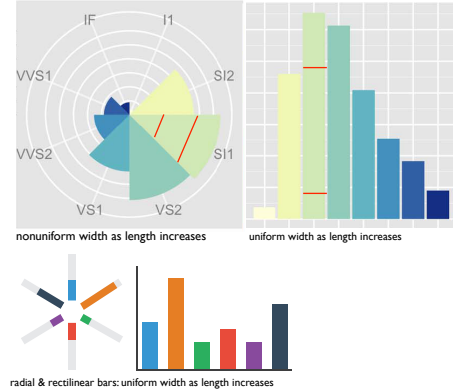 IF I1
VVS1 SI2
VVS2 SI1
VS1 VS2
nonuniform width as length increases
uniform width as length increases
radial & rectilinear bars: uniform width as length increases